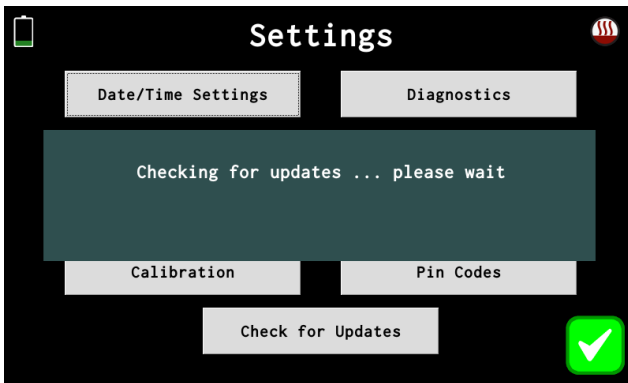 Settings
Date/Time Settings
Diagnostics
Checking for updates ... please wait
Calibration
Pin Codes
Check for Updates